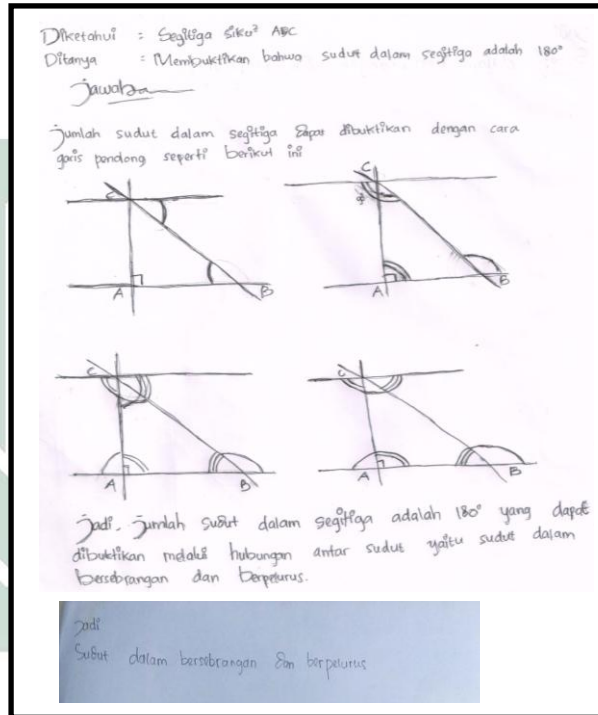 Diketahui : Segitiga siku² ABC
Ditanya : Membuktikan bahwa sudut dalam segitiga adalah 180°
Jawaban
Jumlah sudut dalam segitiga dapat dibuktikan dengan cara
garis pandang seperti berikut ini
C C
A B A B
C C
A B A B
Jadi, Jumlah sudut dalam segitiga adalah 180° yang dapat
dibuktikan melalui hubungan antar sudut yaitu sudut dalam
bersebrangan dan berpelurus.
Jadi
Sudut dalam bersebrangan dan berpelurus